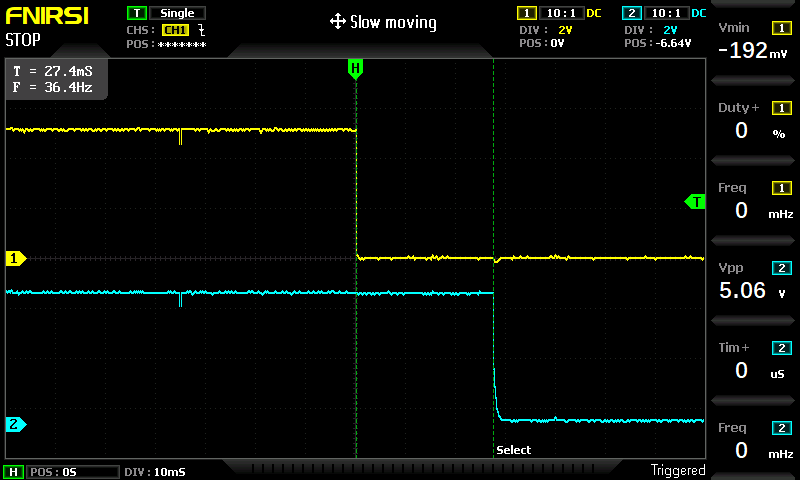 FNIRSI
STOP
T Single
CHS: CH1
POS: *******
Slow moving
1 10:1 DC
DIV: 2V
POS: 0V
2 10:1 DC
DIV: 2V
POS: -6.64V
T = 27.4mS
F = 36.4Hz
H
T
1
2
Select
Vmin 1
-192 mV
Duty+ 1
0 %
Freq 1
0 mHz
Vpp 2
5.06 V
Tim+ 2
0 uS
Freq 2
0 mHz
H POS: 0S DIV: 10mS
Triggered